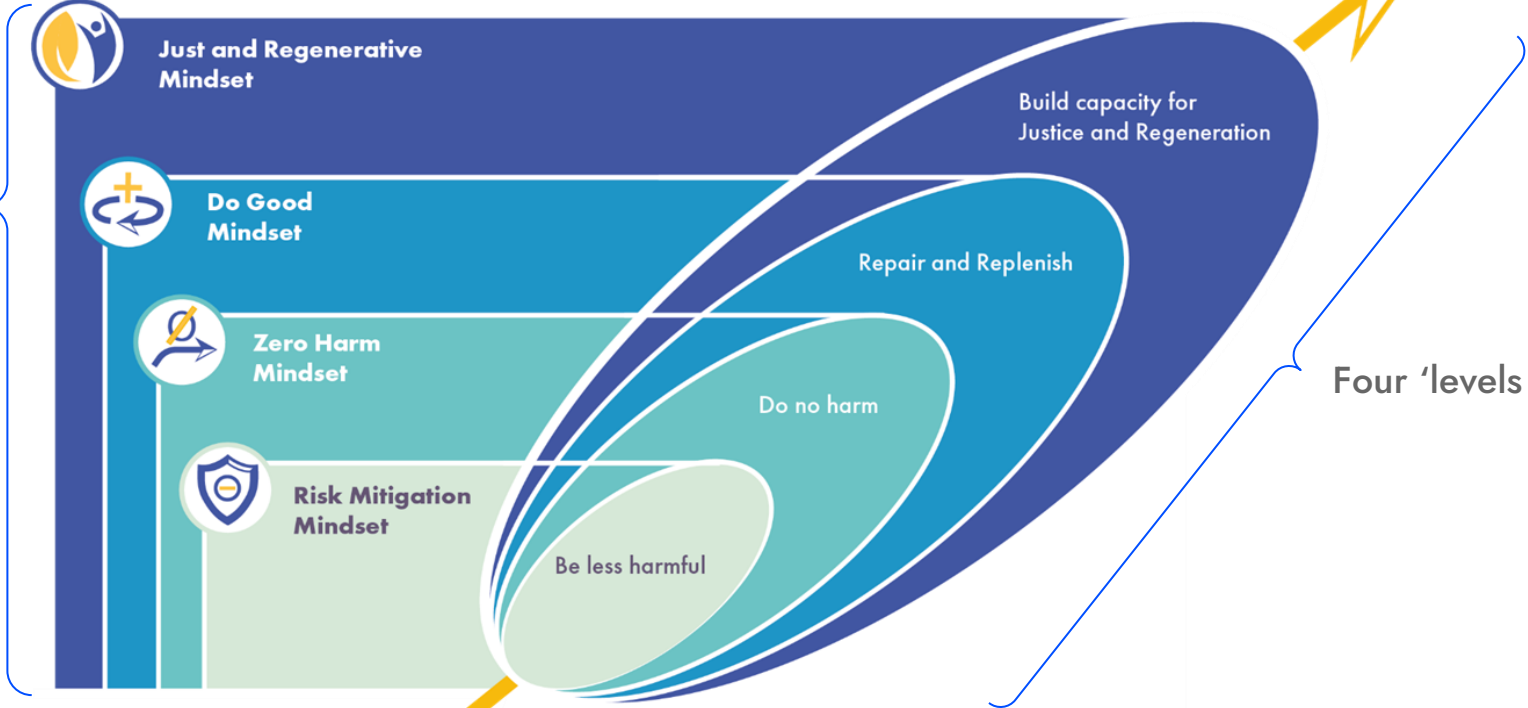 Just and Regenerative
Mindset
Build capacity for
Justice and Regeneration
Do Good
Mindset
Repair and Replenish
Zero Harm
Mindset
Do no harm
Four ‘levels
Risk Mitigation
Mindset
Be less harmful